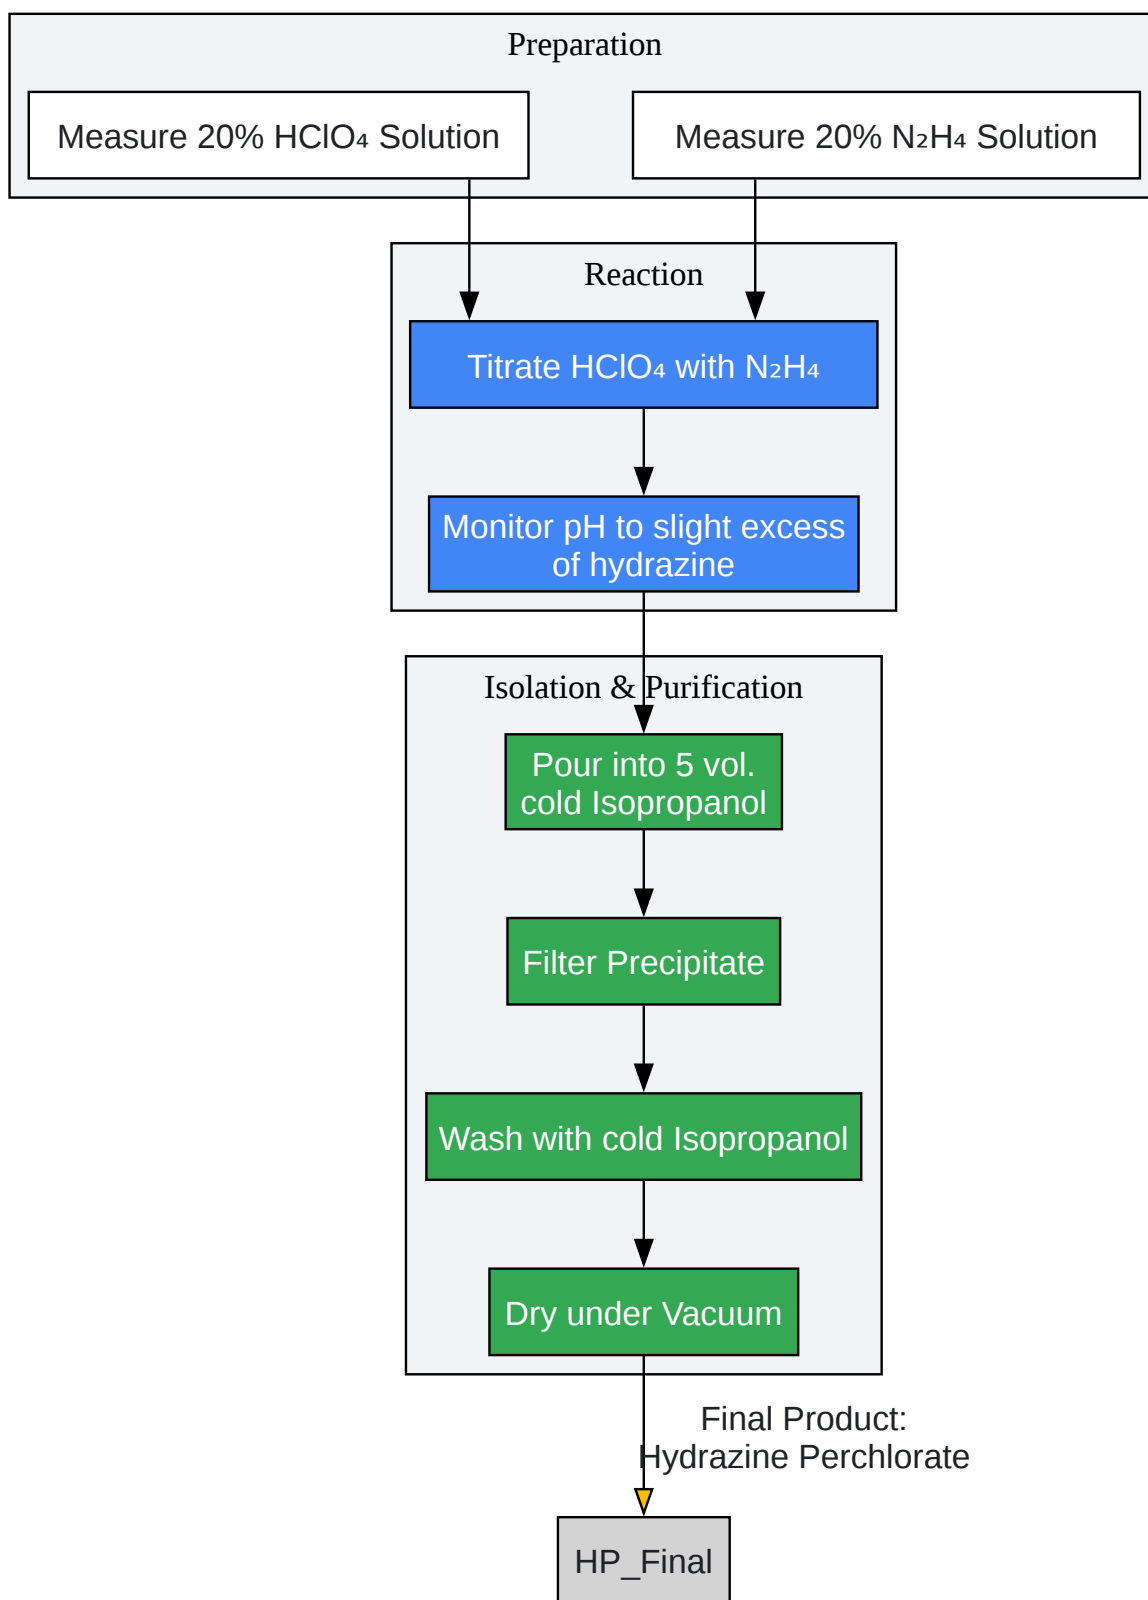 Preparation
Measure 20% HClO₄ Solution
Measure 20% N₂H₄ Solution
Reaction
Titrate HClO₄ with N₂H₄
Monitor pH to slight excess
of hydrazine
Isolation & Purification
Pour into 5 vol.
cold Isopropanol
Filter Precipitate
Wash with cold Isopropanol
Dry under Vacuum
Final Product:
Hydrazine Perchlorate
HP_Final